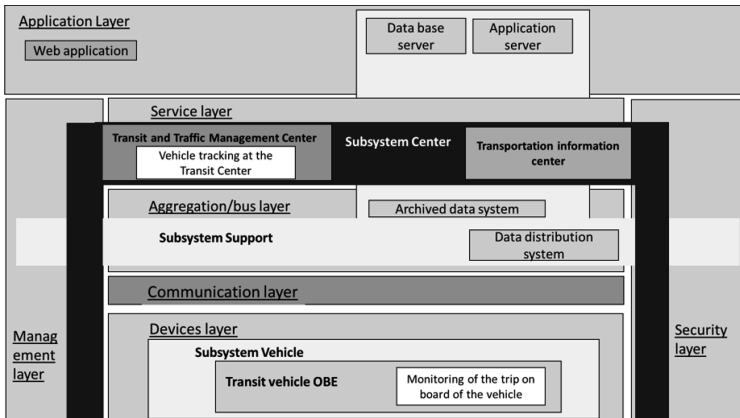 Application Layer
Web application
Data base
server
Application
server
Service layer
Transit and Traffic Management Center
Vehicle tracking at the
Transit Center
Subsystem Center
Transportation information
center
Aggregation/bus layer
Archived data system
Subsystem Support
Data distribution
system
Communication layer
Manag
ement
layer
Devices layer
Subsystem Vehicle
Transit vehicle OBE
Monitoring of the trip on
board of the vehicle
Security
layer